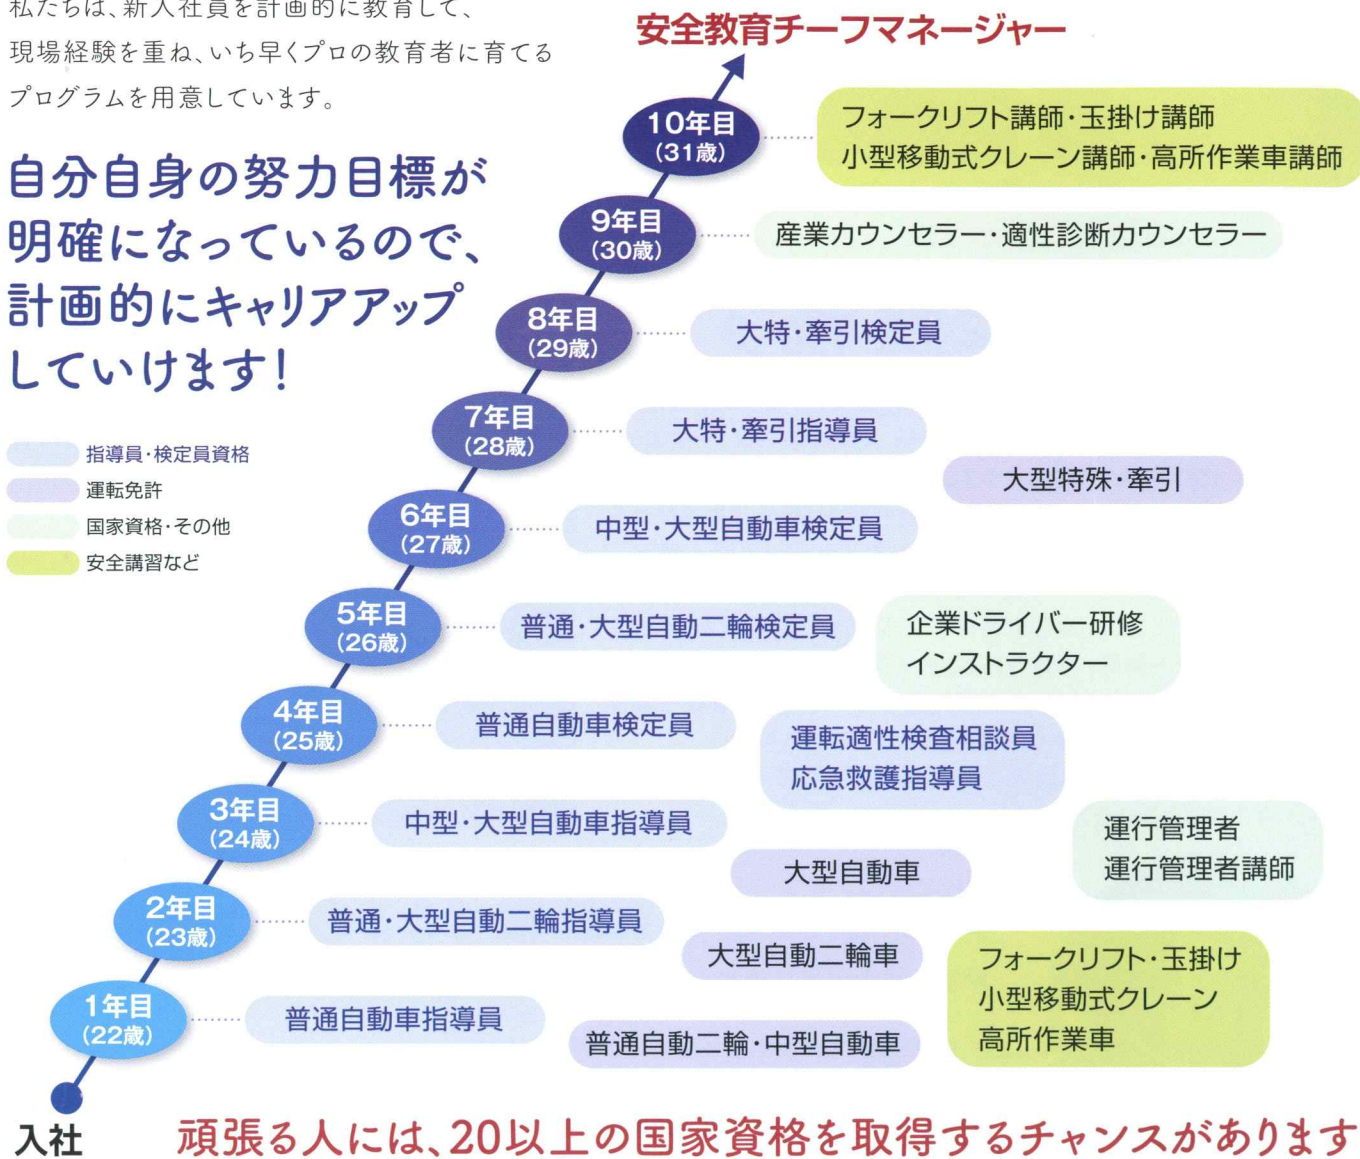 私たちは、新入社員を計画的に教育して、
現場経験を重ね、いち早くプロの教育者に育てる
プログラムを用意しています。
自分自身の努力目標が
明確になっているので、
計画的にキャリアアップ
していけます！
指導員・検定員資格
運転免許
国家資格・その他
安全講習など
安全教育チーフマネージャー
10年目
(31歳)
フォークリフト講師・玉掛け講師
小型移動式クレーン講師・高所作業車講師
9年目
(30歳)
産業カウンセラー・適性診断カウンセラー
8年目
(29歳)
大特・牽引検定員
7年目
(28歳)
大特・牽引指導員
大型特殊・牽引
6年目
(27歳)
中型・大型自動車検定員
5年目
(26歳)
普通・大型自動二輪検定員
企業ドライバー研修
インストラクター
4年目
(25歳)
普通自動車検定員
運転適性検査相談員
応急救護指導員
3年目
(24歳)
中型・大型自動車指導員
大型自動車
運行管理者
運行管理者講師
2年目
(23歳)
普通・大型自動二輪指導員
大型自動二輪車
フォークリフト・玉掛け
小型移動式クレーン
高所作業車
1年目
(22歳)
普通自動車指導員
普通自動二輪・中型自動車
入社
頑張る人には、20以上の国家資格を取得するチャンスがあります